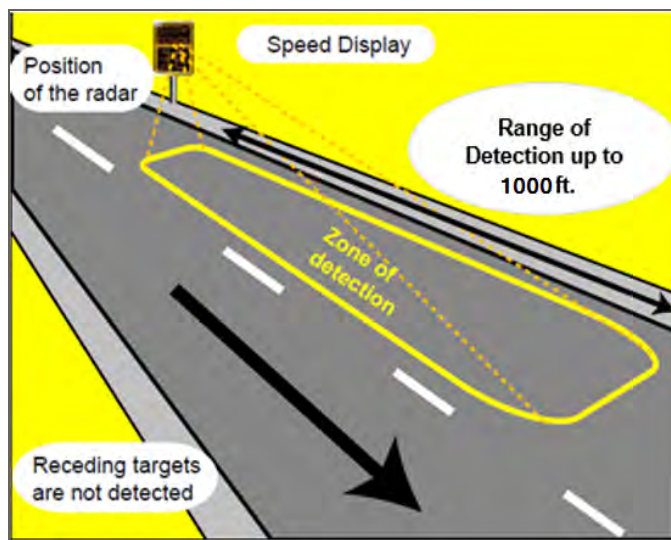 Speed Display
Position
of the radar
Range of
Detection up to
1000 ft.
Zone of
detection
Receding targets
are not detected